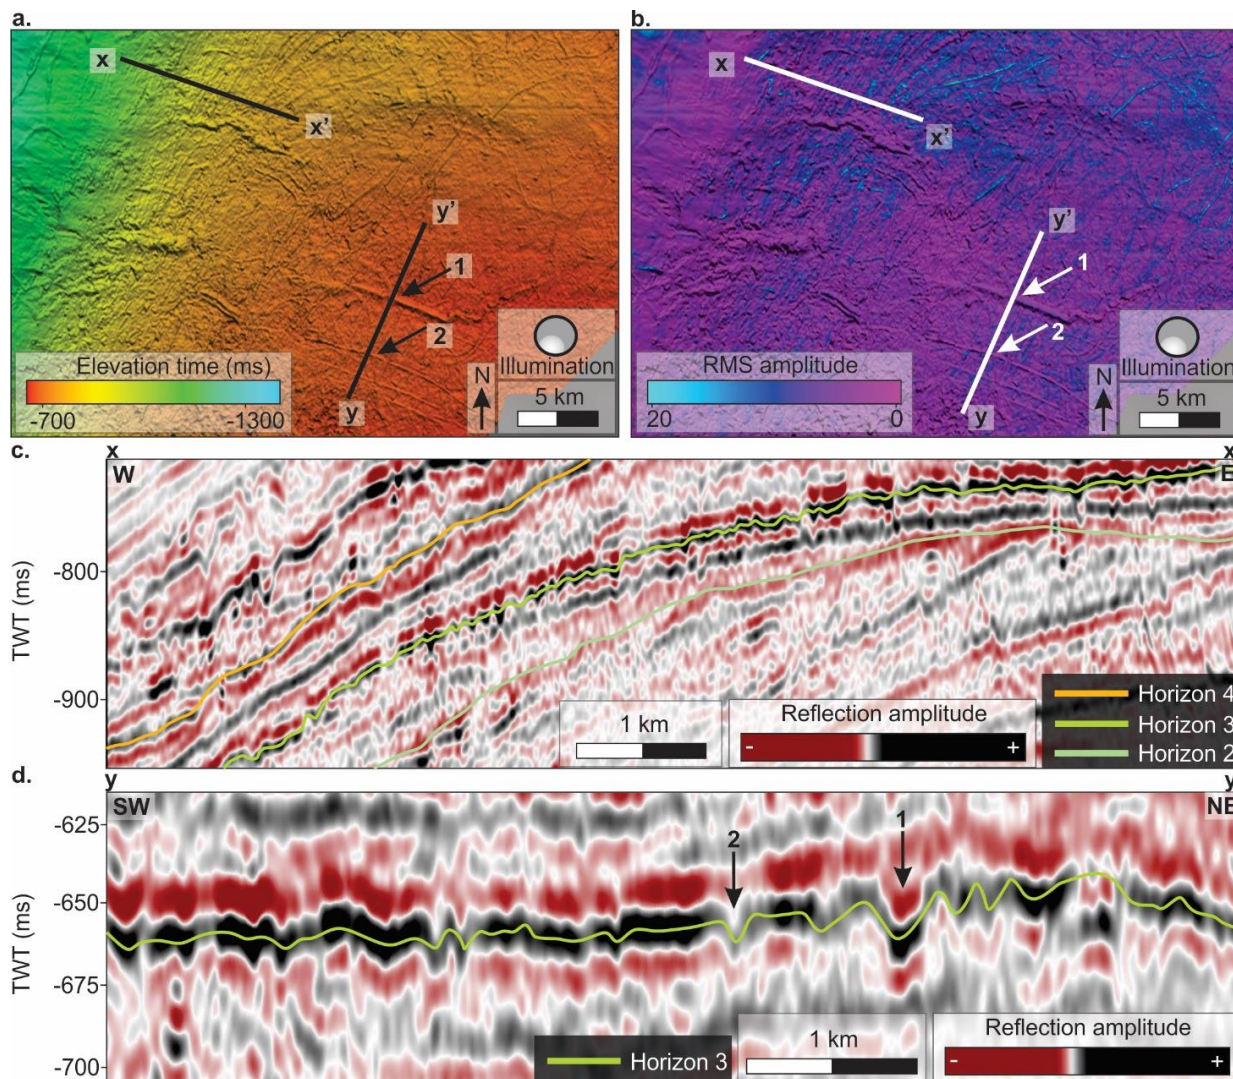 a.
x
x'
y'
1
2
y
Elevation time (ms)
-700
-1300
N
Illumination
5 km
b.
x
x'
y'
1
2
y
RMS amplitude
20
0
N
Illumination
5 km
c.
x
x
W
E
TWT (ms)
-800
-900
1 km
Reflection amplitude
-
+
Horizon 4
Horizon 3
Horizon 2
d.
y
y
SW
NE
TWT (ms)
-625
-650
-675
-700
2
1
Horizon 3
1 km
Reflection amplitude
-
+